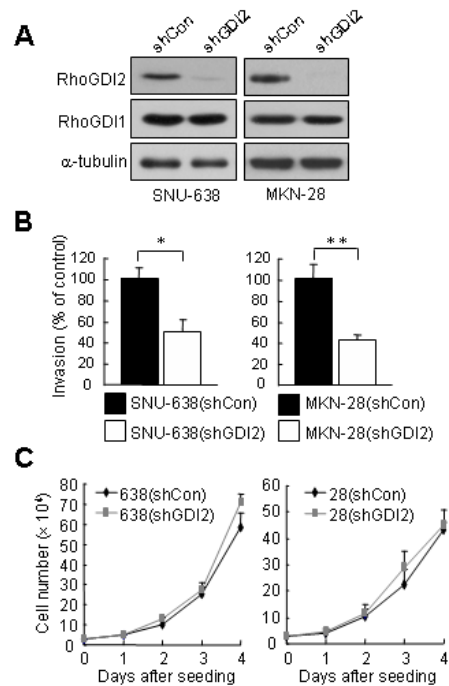 A
shCon shGDI2 shCon shGDI2
RhoGDI2
RhoGDI1
α-tubulin
SNU-638 MKN-28
B
Invasion (% of control)
120
100
80
60
40
20
0
*
SNU-638(shCon)
SNU-638(shGDI2)
120
100
80
60
40
20
0
**
MKN-28(shCon)
MKN-28(shGDI2)
C
Cell number (× 10⁴)
80
70
60
50
40
30
20
10
0
638(shCon)
638(shGDI2)
0 1 2 3 4
Days after seeding
60
50
40
30
20
10
0
28(shCon)
28(shGDI2)
0 1 2 3 4
Days after seeding